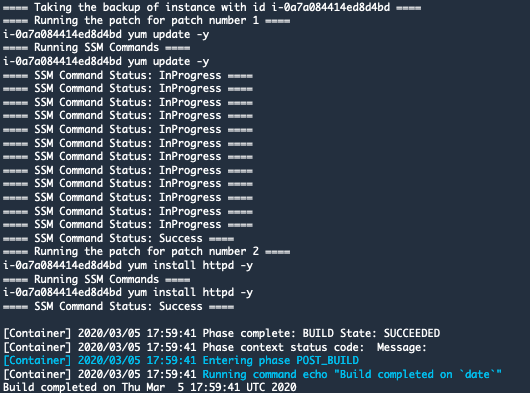 ==== Taking the backup of instance with id i-0a7a084414ed8d4bd ====
==== Running the patch for patch number 1 ====
i-0a7a084414ed8d4bd yum update -y
==== Running SSM Commands ====
i-0a7a084414ed8d4bd yum update -y
==== SSM Command Status: InProgress ====
==== SSM Command Status: InProgress ====
==== SSM Command Status: InProgress ====
==== SSM Command Status: InProgress ====
==== SSM Command Status: InProgress ====
==== SSM Command Status: InProgress ====
==== SSM Command Status: InProgress ====
==== SSM Command Status: InProgress ====
==== SSM Command Status: InProgress ====
==== SSM Command Status: InProgress ====
==== SSM Command Status: InProgress ====
==== SSM Command Status: InProgress ====
==== SSM Command Status: Success ====
==== Running the patch for patch number 2 ====
i-0a7a084414ed8d4bd yum install httpd -y
==== Running SSM Commands ====
i-0a7a084414ed8d4bd yum install httpd -y
==== SSM Command Status: Success ====
[Container] 2020/03/05 17:59:41 Phase complete: BUILD State: SUCCEEDED
[Container] 2020/03/05 17:59:41 Phase context status code:  Message:
[Container] 2020/03/05 17:59:41 Entering phase POST_BUILD
[Container] 2020/03/05 17:59:41 Running command echo "Build completed on `date`"
Build completed on Thu Mar  5 17:59:41 UTC 2020